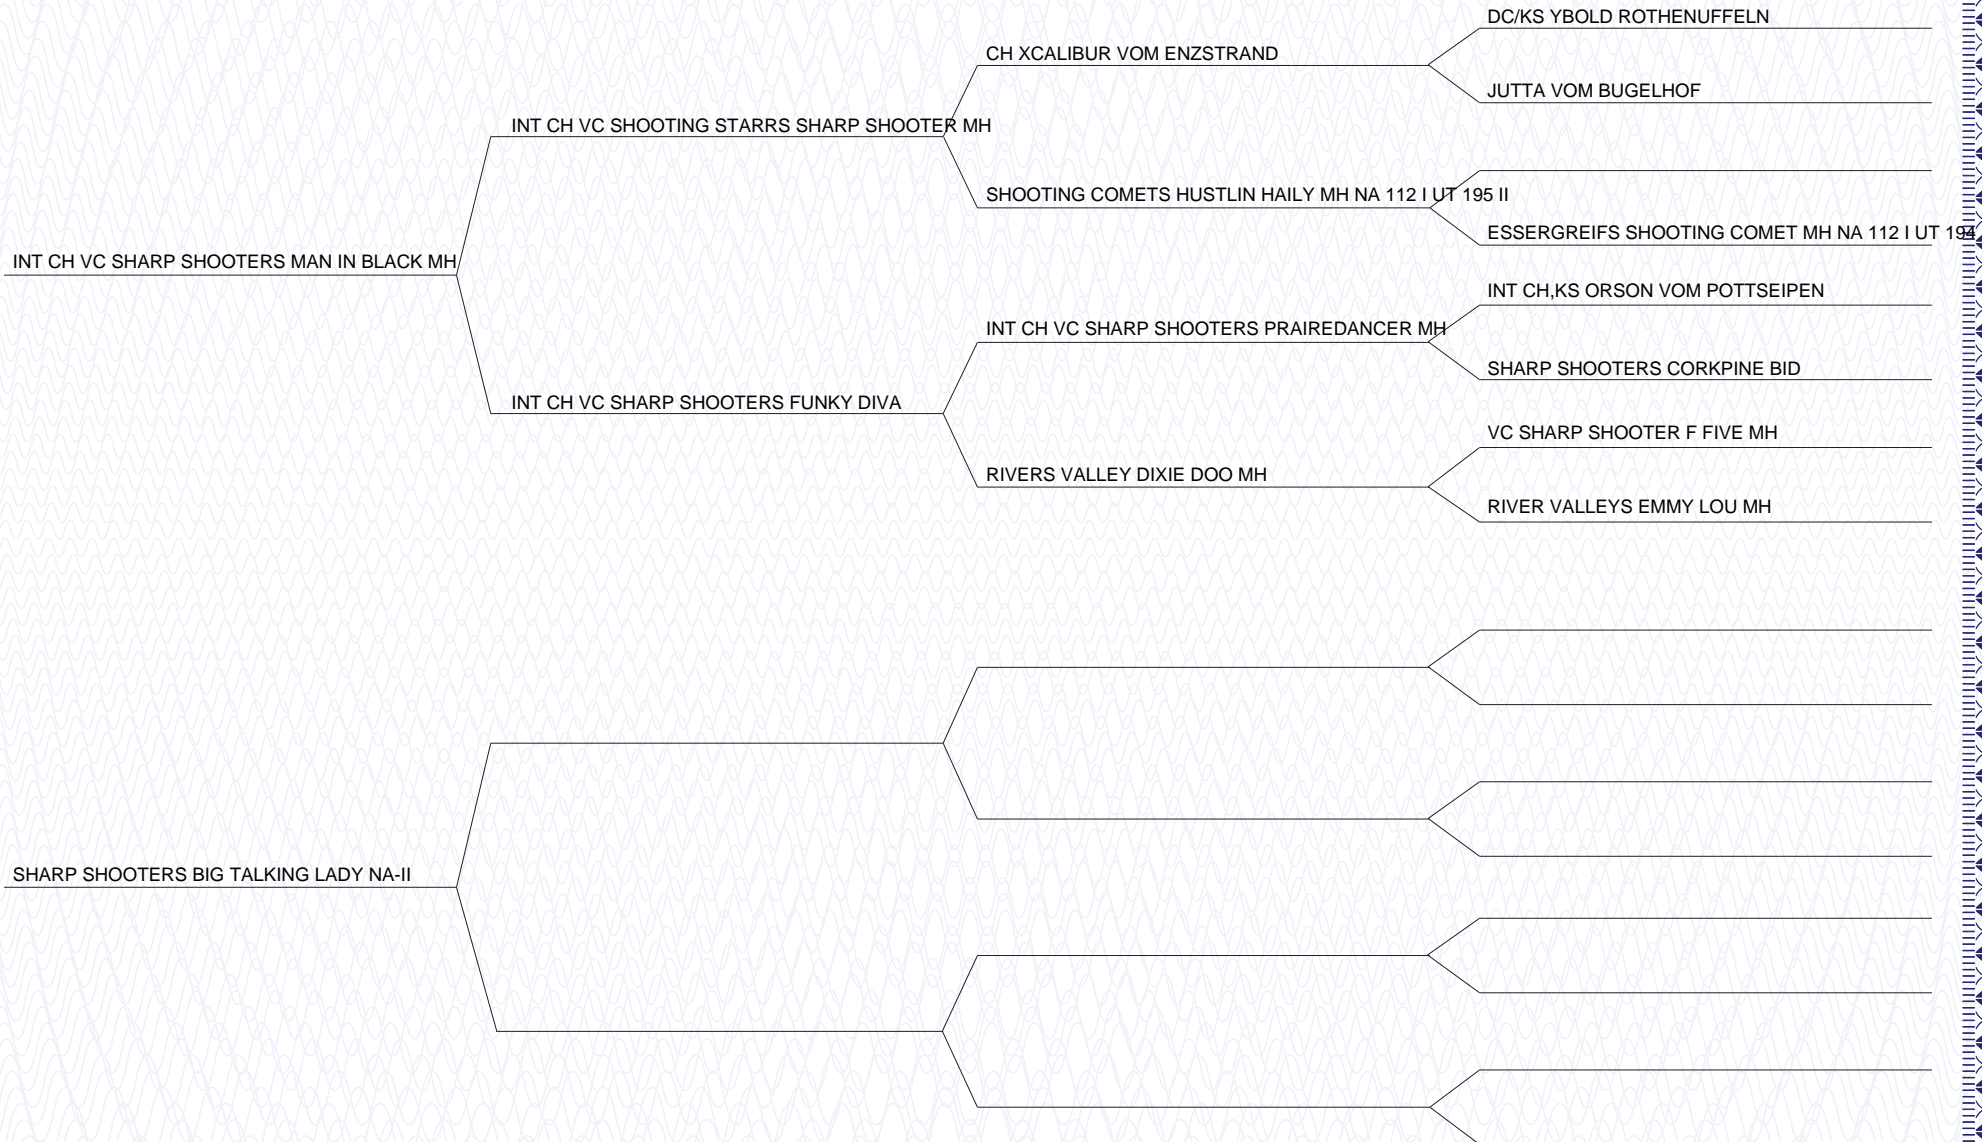 DC/KS YBOLD ROTHENUFFELN
CH XCALIBUR VOM ENZSTRAND
JUTTA VOM BUGELHOF
INT CH VC SHOOTING STARRS SHARP SHOOTER MH
SHOOTING COMETS HUSTLIN HAILY MH NA 112 I UT 195 II
ESSERGREIFS SHOOTING COMET MH NA 112 I UT 194
INT CH VC SHARP SHOOTERS MAN IN BLACK MH
INT CH,KS ORSON VOM POTTSEIPEN
INT CH VC SHARP SHOOTERS PRAIREDANCER MH
SHARP SHOOTERS CORKPINE BID
INT CH VC SHARP SHOOTERS FUNKY DIVA
VC SHARP SHOOTER F FIVE MH
RIVERS VALLEY DIXIE DOO MH
RIVER VALLEYS EMMY LOU MH
SHARP SHOOTERS BIG TALKING LADY NA-II